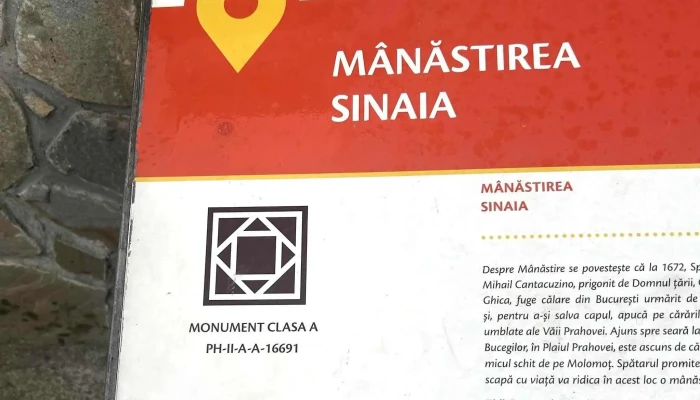 MÂNĂSTIREA
SINAIA
MÂNĂSTIREA
SINAIA
MONUMENT CLASA A
PH-II-A-A-16691
Despre Mânăstire se povestește că la 1672, Sp
Mihail Cantacuzino, prigonit de Domnul țării,
Ghica, fuge călare din București urmărit de
și, pentru a-și salva capul, apucă pe cărăril
umblate ale Văii Prahovei. Ajuns spre seară la
Bucegilor, în Plaiul Prahovei, este ascuns de că
micul schit de pe Molomoț. Spătarul promite
scapă cu viață va ridica în acest loc o mânăs